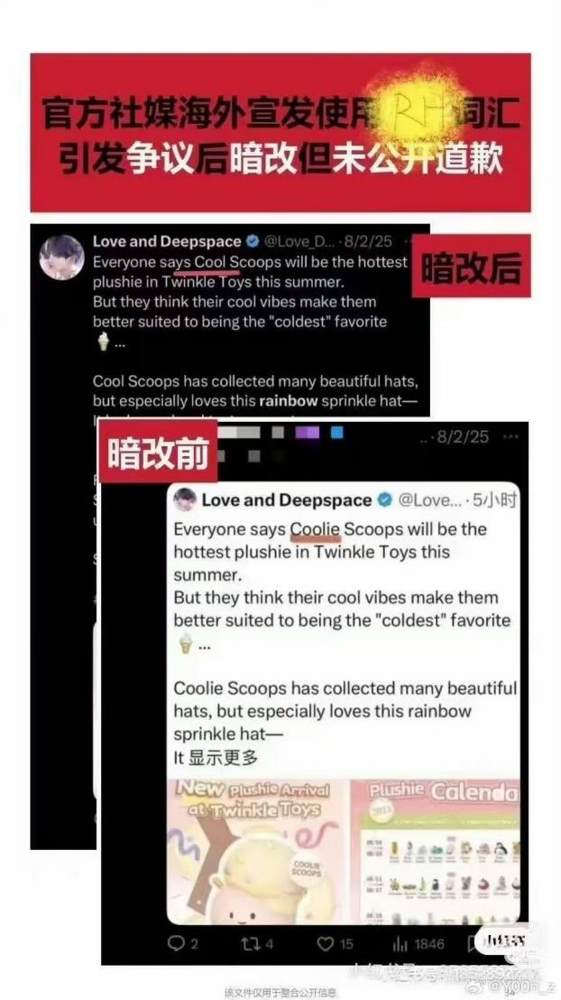 官方社媒海外宣发使用RH词汇
引发争议后暗改但未公开道歉
Love and Deepspace @Love_D... ·8/2/25
Everyone says Cool Scoops will be the hottest
plushie in Twinkle Toys this summer.
But they think their cool vibes make them
better suited to being the "coldest" favorite
🍦...
Cool Scoops has collected many beautiful hats,
but especially loves this rainbow sprinkle hat—
暗改后
暗改前
·8/2/25 ...
Love and Deepspace @Love... ·5小时
Everyone says Coolie Scoops will be the
hottest plushie in Twinkle Toys this
summer.
But they think their cool vibes make them
better suited to being the "coldest" favorite
🍦...
Coolie Scoops has collected many beautiful
hats, but especially loves this rainbow
sprinkle hat—
It 显示更多
New Plushie Arrival
at Twinkle Toys
COOLIE
SCOOPS
Plushie Calenda
2 4 15 1846
小红书
@Y00n_z
该文件仅用于整合公开信息